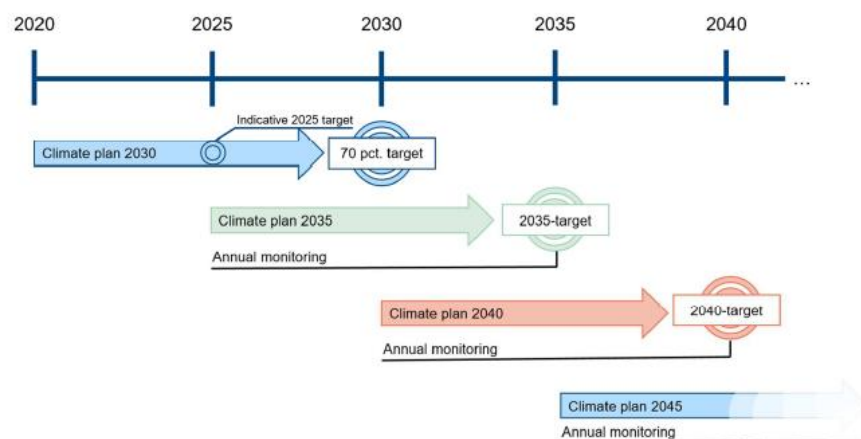 2020 2025 2030 2035 2040
...
Indicative 2025 target
Climate plan 2030
70 pct. target
Climate plan 2035
2035-target
Annual monitoring
Climate plan 2040
2040-target
Annual monitoring
Climate plan 2045
Annual monitoring